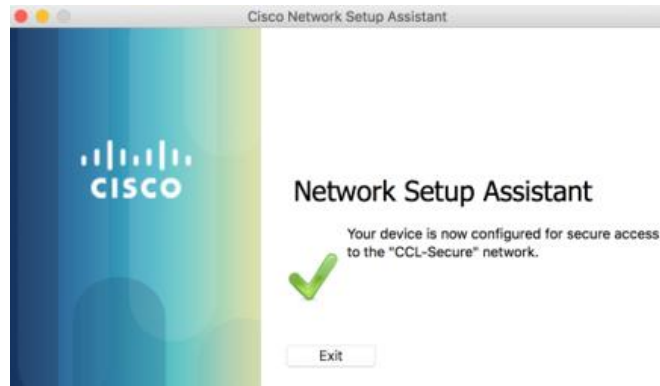 Cisco Network Setup Assistant
CISCO
Network Setup Assistant
Your device is now configured for secure access
to the "CCL-Secure" network.
Exit